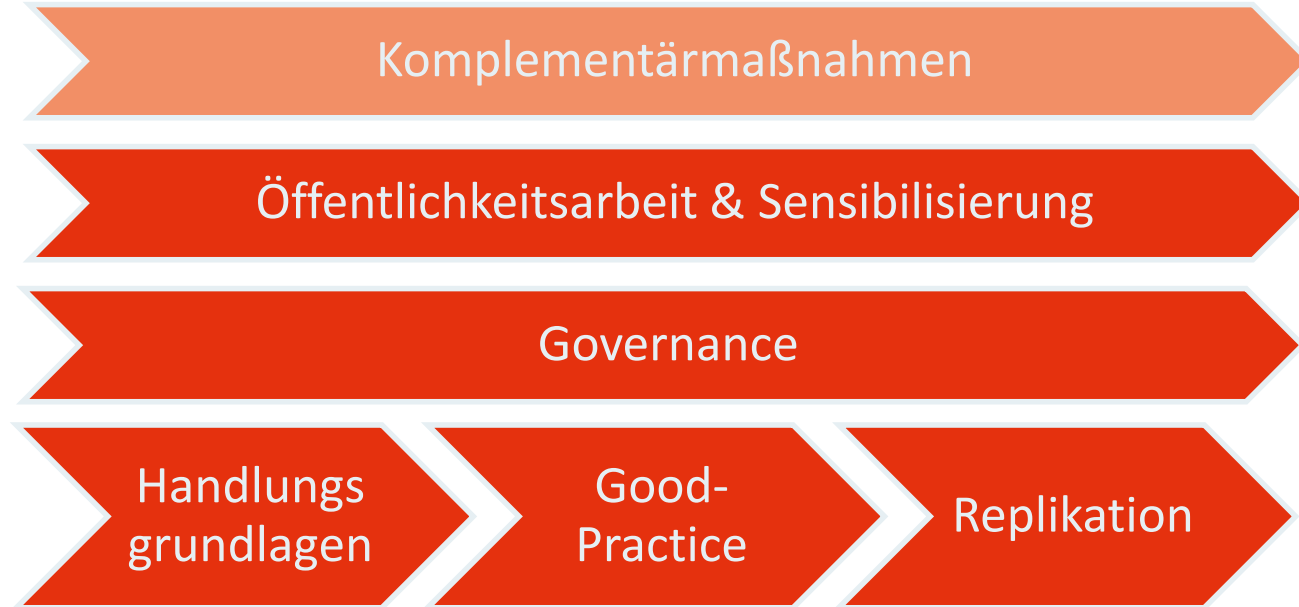 Komplementärmaßnahmen
Öffentlichkeitsarbeit & Sensibilisierung
Governance
Handlungs
grundlagen
Good-
Practice
Replikation